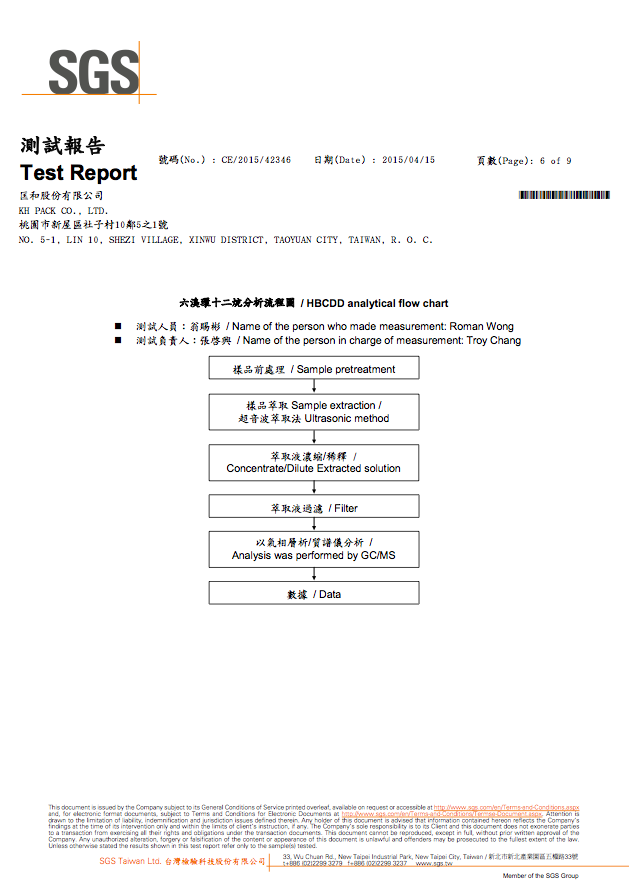 SGS
測試報告
Test Report
號碼(No.) : CE/2015/42346 日期(Date) : 2015/04/15 頁數(Page): 6 of 9
匡和股份有限公司
KH PACK CO., LTD.
桃園市新屋區社子村10鄰5之1號
NO. 5-1, LIN 10, SHEZI VILLAGE, XINWU DISTRICT, TAOYUAN CITY, TAIWAN, R. O. C.
六溴環十二烷分析流程圖 / HBCDD analytical flow chart
測試人員：翁賜彬 / Name of the person who made measurement: Roman Wong
測試負責人：張啓興 / Name of the person in charge of measurement: Troy Chang
樣品前處理 / Sample pretreatment
樣品萃取 Sample extraction /
超音波萃取法 Ultrasonic method
萃取液濃縮/稀釋 /
Concentrate/Dilute Extracted solution
萃取液過濾 / Filter
以氣相層析/質譜儀分析 /
Analysis was performed by GC/MS
數據 / Data
This document is issued by the Company subject to its General Conditions of Service printed overleaf, available on request or accessible at http://www.sgs.com/en/Terms-and-Conditions.aspx
and, for electronic format documents, subject to Terms and Conditions for Electronic Documents at http://www.sgs.com/en/Terms-and-Conditions/Terms-e-Document.aspx. Attention is
drawn to the limitation of liability, indemnification and jurisdiction issues defined therein. Any holder of this document is advised that information contained hereon reflects the Company's
findings at the time of its intervention only and within the limits of client's instruction, if any. The Company's sole responsibility is to its Client and this document does not exonerate parties
to a transaction from exercising all their rights and obligations under the transaction documents. This document cannot be reproduced, except in full, without prior written approval of the
Company. Any unauthorized alteration, forgery or falsification of the content or appearance of this document is unlawful and offenders may be prosecuted to the fullest extent of the law.
Unless otherwise stated the results shown in this test report refer only to the sample(s) tested.
SGS Taiwan Ltd. 台灣檢驗科技股份有限公司
33, Wu Chuan Rd., New Taipei Industrial Park, New Taipei City, Taiwan / 新北市新北產業園區五權路33號
t+886 (02)2299 3279 f+886 (02)2299 3237 www.sgs.tw
Member of the SGS Group